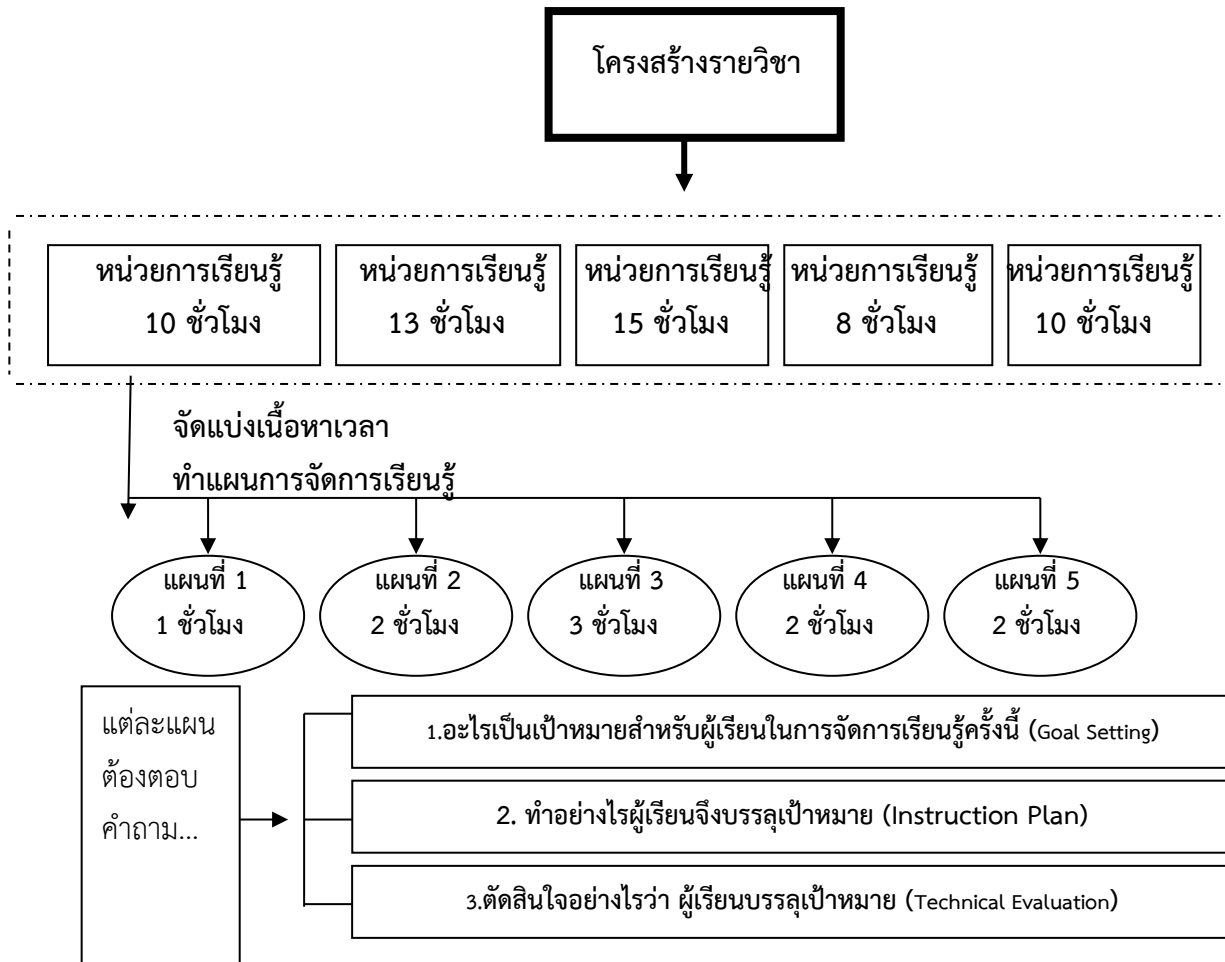 โครงสร้างรายวิชา
หน่วยการเรียนรู้
10 ชั่วโมง
หน่วยการเรียนรู้
13 ชั่วโมง
หน่วยการเรียนรู้
15 ชั่วโมง
หน่วยการเรียนรู้
8 ชั่วโมง
หน่วยการเรียนรู้
10 ชั่วโมง
จัดแบ่งเนื้อหาเวลา
ทำแผนการจัดการเรียนรู้
แผนที่ 1
1 ชั่วโมง
แผนที่ 2
2 ชั่วโมง
แผนที่ 3
3 ชั่วโมง
แผนที่ 4
2 ชั่วโมง
แผนที่ 5
2 ชั่วโมง
แต่ละแผน
ต้องตอบ
คำถาม...
1.อะไรเป็นเป้าหมายสำหรับผู้เรียนในการจัดการเรียนรู้ครั้งนี้ (Goal Setting)
2. ทำอย่างไรผู้เรียนจึงบรรลุเป้าหมาย (Instruction Plan)
3.ตัดสินใจอย่างไรว่า ผู้เรียนบรรลุเป้าหมาย (Technical Evaluation)